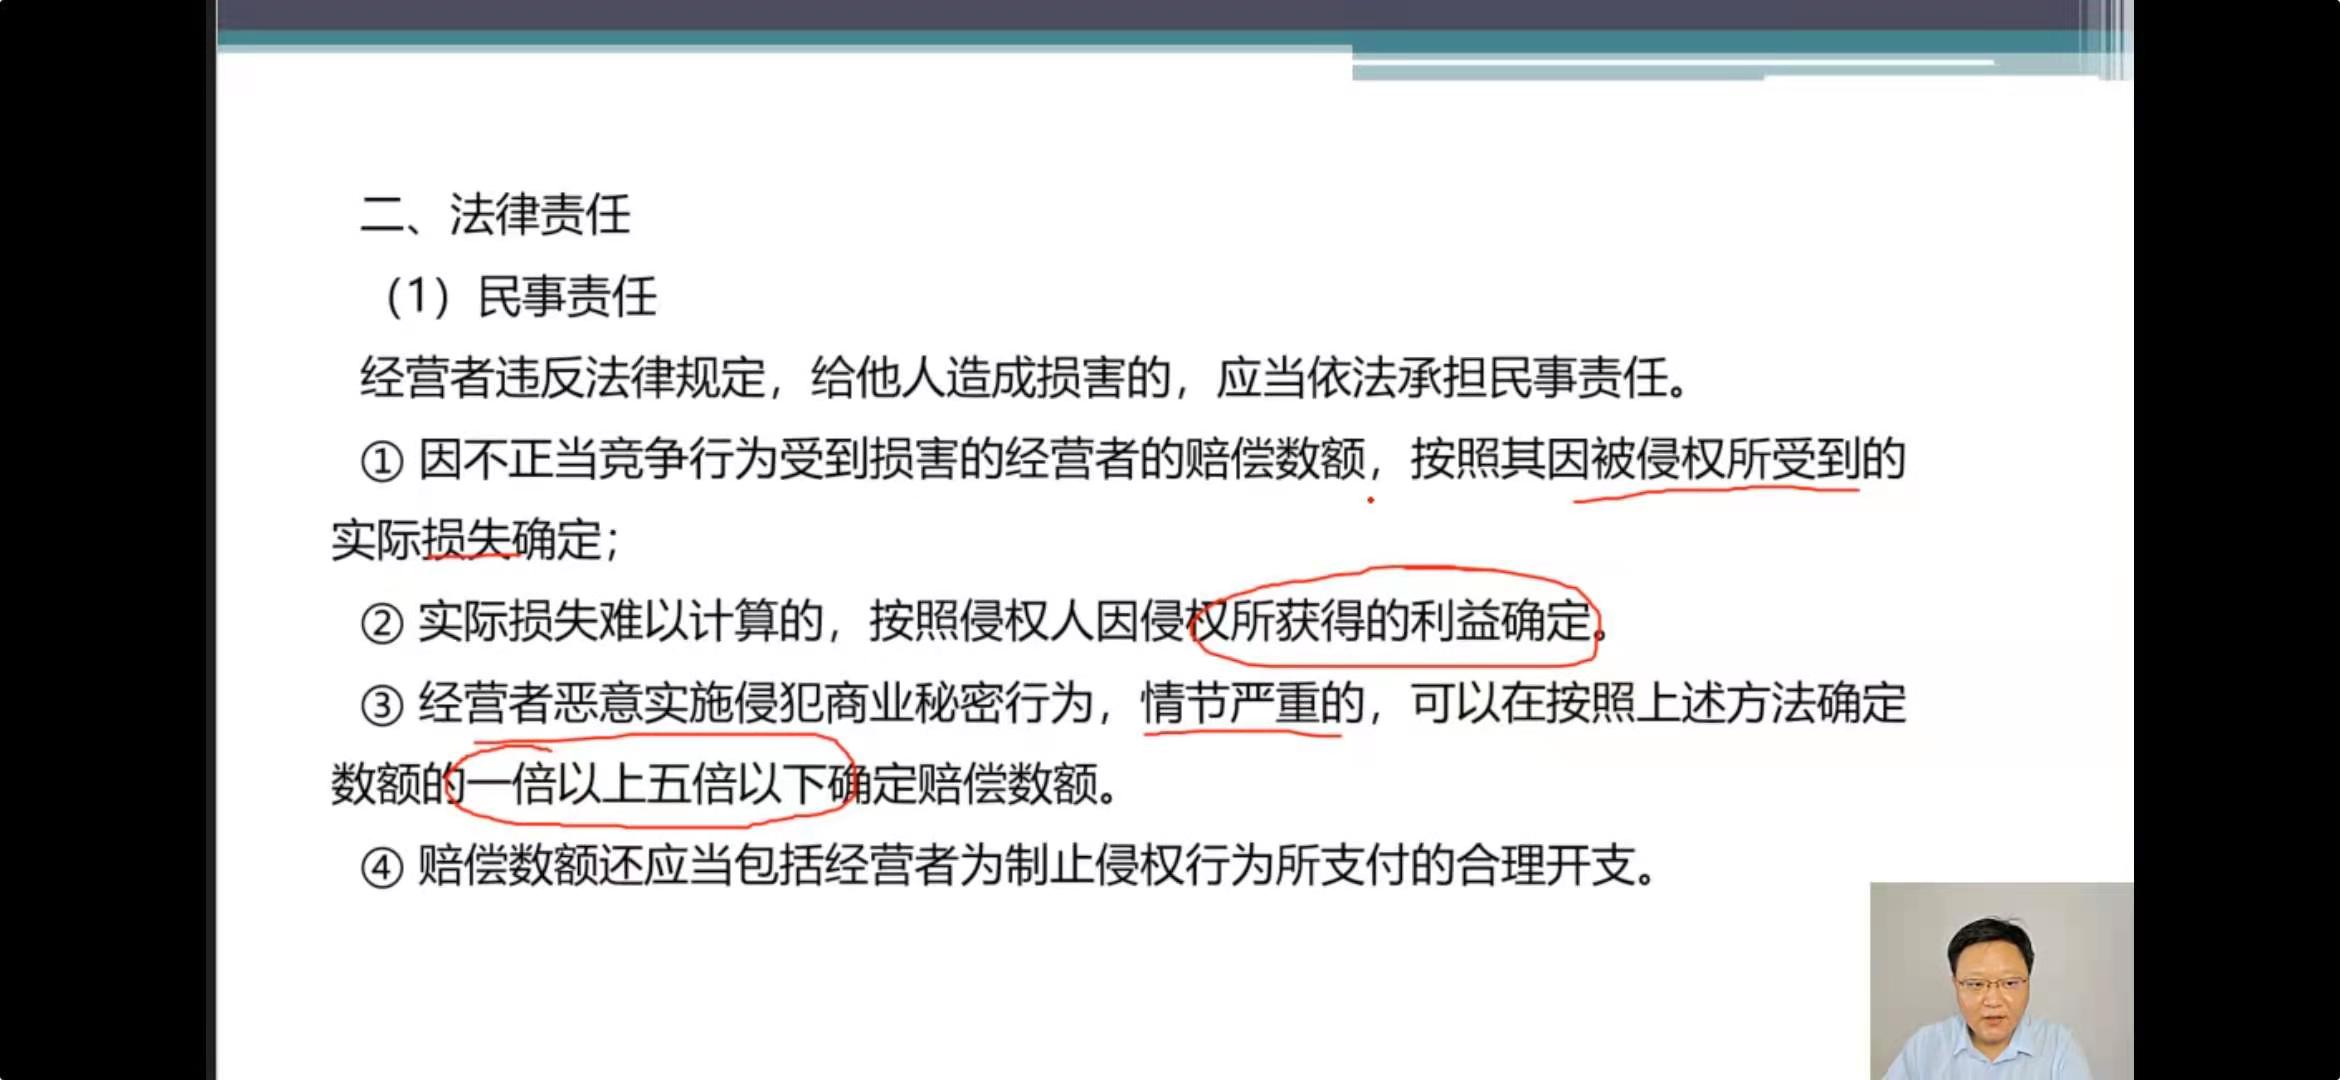 二、法律责任
（1）民事责任
经营者违反法律规定，给他人造成损害的，应当依法承担民事责任。
① 因不正当竞争行为受到损害的经营者的赔偿数额，按照其因被侵权所受到的
实际损失确定；
② 实际损失难以计算的，按照侵权人因侵权所获得的利益确定。
③ 经营者恶意实施侵犯商业秘密行为，情节严重的，可以在按照上述方法确定
数额的一倍以上五倍以下确定赔偿数额。
④ 赔偿数额还应当包括经营者为制止侵权行为所支付的合理开支。